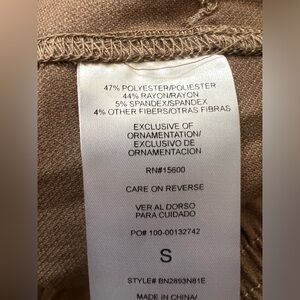 47% POLYESTER/POLIESTER
44% RAYON/RAYON
5% SPANDEX/SPANDEX
4% OTHER FIBERS/OTRAS FIBRAS
EXCLUSIVE OF
ORNAMENTATION/
EXCLUSIVO DE
ORNAMENTACION
RN#15600
CARE ON REVERSE
VER AL DORSO
PARA CUIDADO
PO# 100-00132742
S
STYLE# BN2893N81E
MADE IN CHINA/